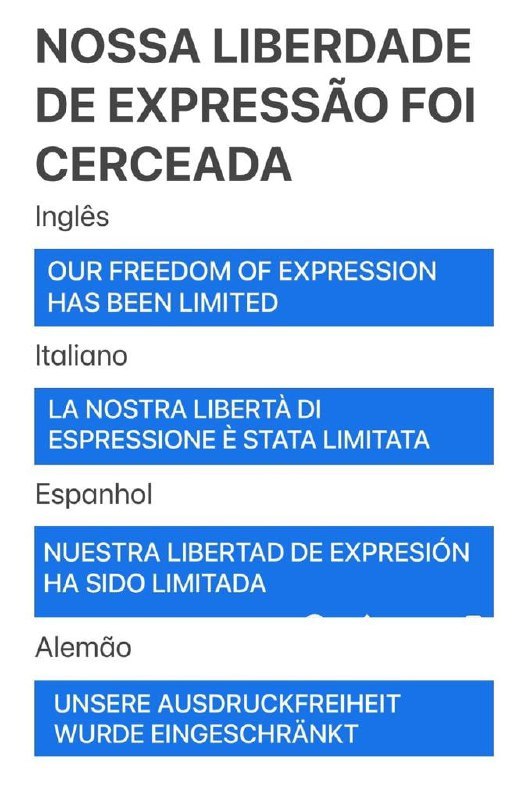 NOSSA LIBERDADE
DE EXPRESSÃO FOI
CERCEADA
Inglês
OUR FREEDOM OF EXPRESSION
HAS BEEN LIMITED
Italiano
LA NOSTRA LIBERTÀ DI
ESPRESSIONE È STATA LIMITATA
Espanhol
NUESTRA LIBERTAD DE EXPRESIÓN
HA SIDO LIMITADA
Alemão
UNSERE AUSDRUCKFREIHEIT
WURDE EINGESCHRÄNKT